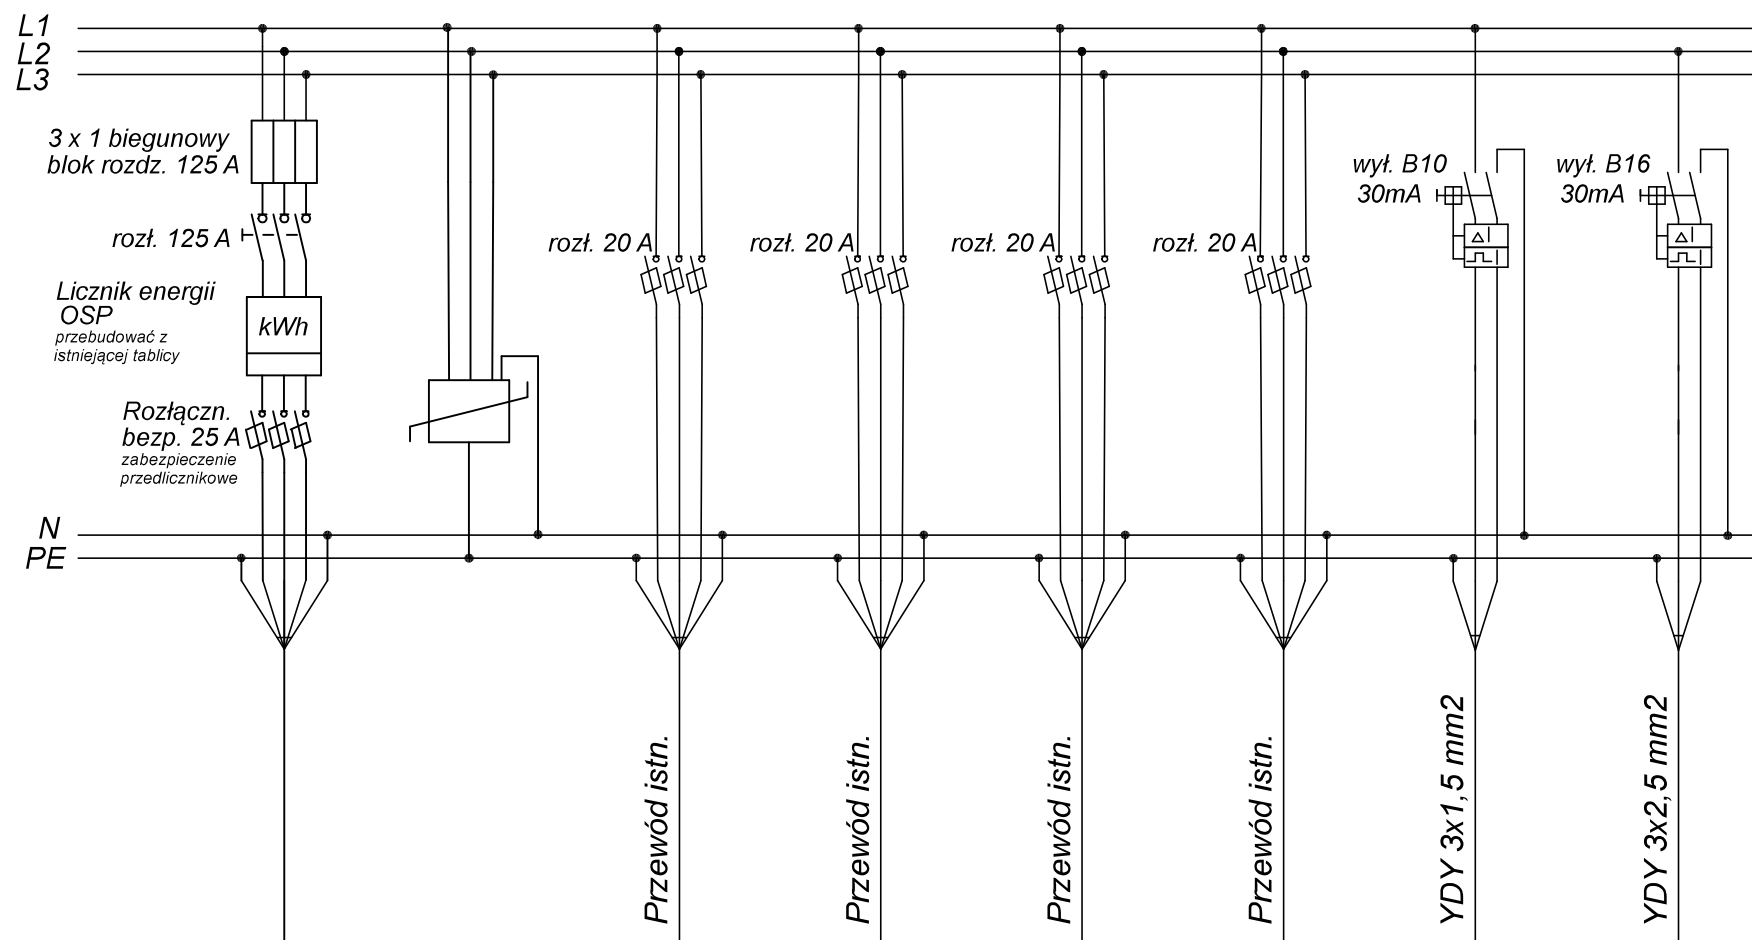 L1
L2
L3
3 x 1 biegunowy
blok rozdz. 125 A
rozł. 125 A
Licznik energii
OSP
przebudować z
istniejącej tablicy
kWh
Rozłączn.
bezp. 25 A
zabezpieczenie
przedlicznikowe
rozł. 20 A
rozł. 20 A
rozł. 20 A
rozł. 20 A
wył. B10
30mA
wył. B16
30mA
N
PE
Przewód istn.
Przewód istn.
Przewód istn.
Przewód istn.
YDY 3x1,5 mm2
YDY 3x2,5 mm2